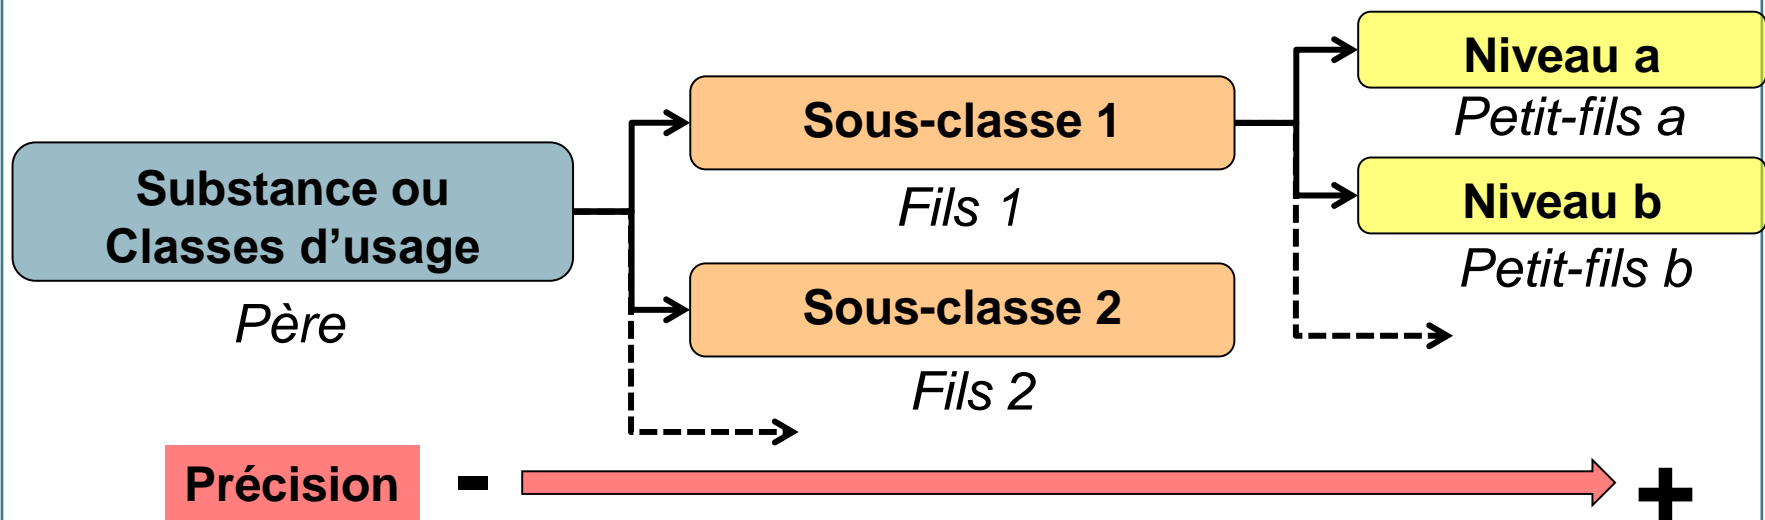 Substance ou
Classes d'usage
Père
Sous-classe 1
Fils 1
Sous-classe 2
Fils 2
Niveau a
Petit-fils a
Niveau b
Petit-fils b
Précision - +